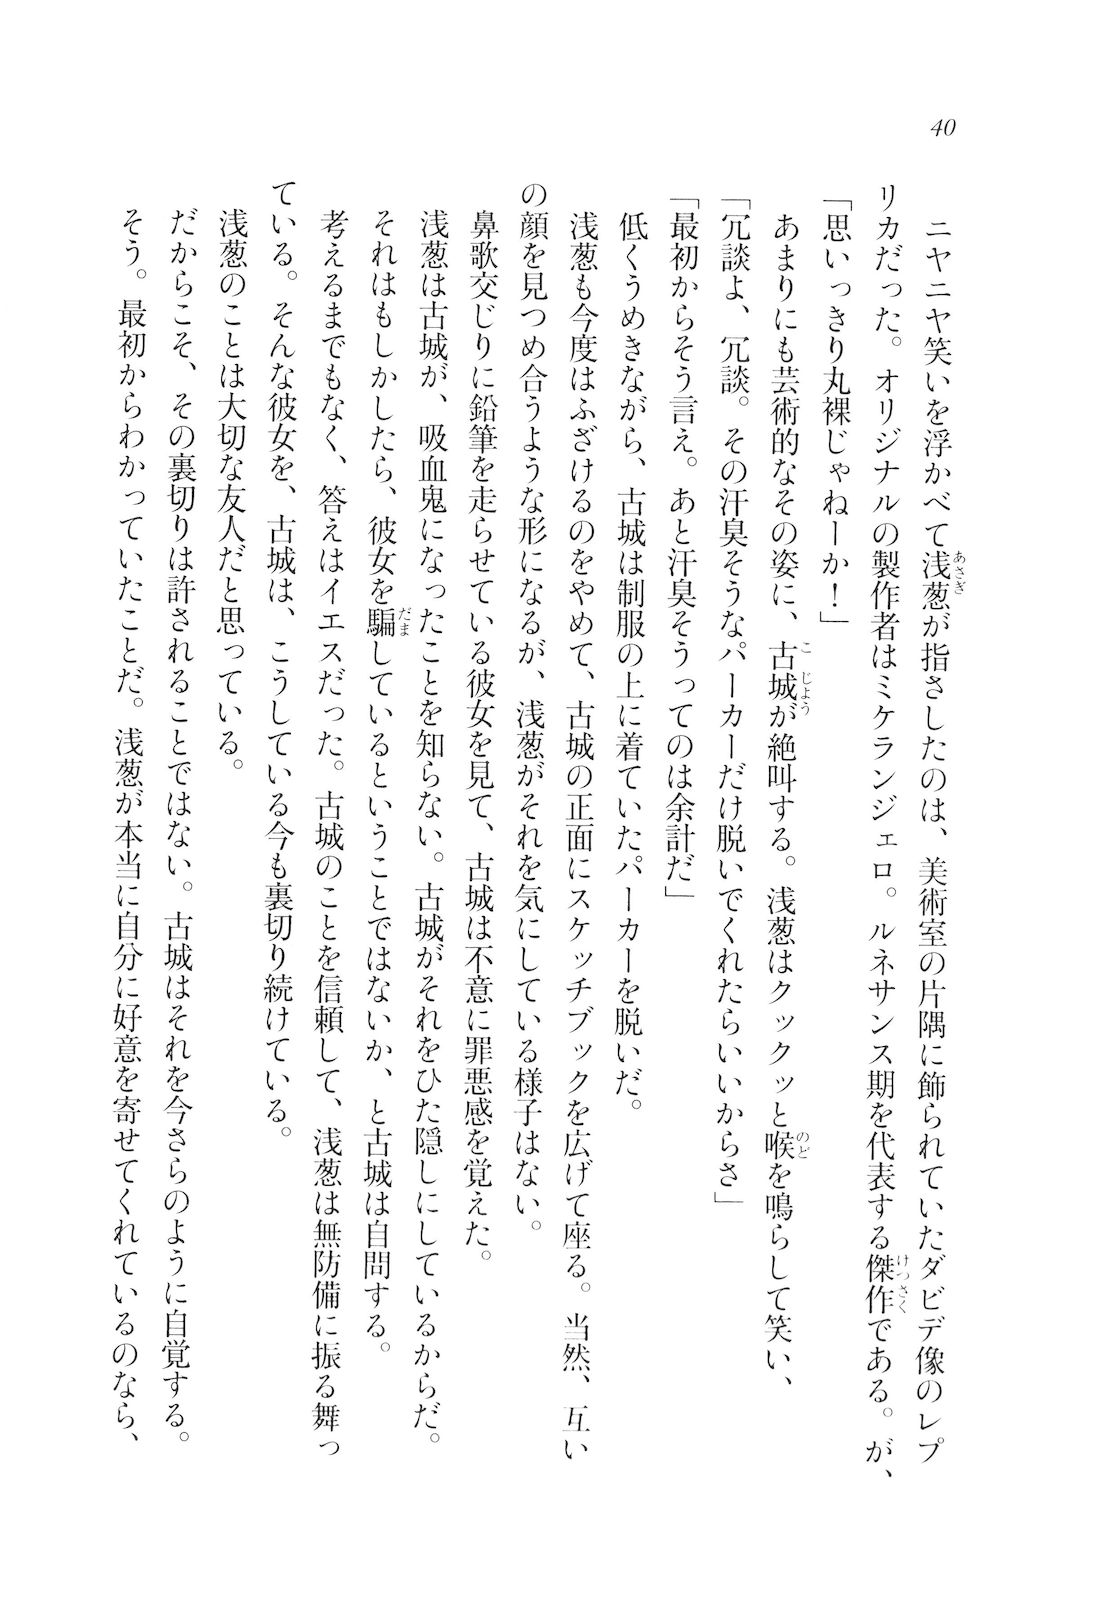 40
ニヤニヤ笑いを浮かべて浅葱が指さしたのは、美術室の片隅に飾られていたダビデ像のレプ
リカだった。オリジナルの製作者はミケランジェロ。ルネサンス期を代表する傑作である。が、
「思いっきり丸裸じゃねーか！」
あまりにも芸術的なその姿に、古城が絶叫する。浅葱はクックッと喉を鳴らして笑い、
「冗談よ、冗談。その汗臭そうなパーカーだけ脱いでくれたらいいからさ」
「最初からそう言え。あと汗臭そうってのは余計だ」
低くうめきながら、古城は制服の上に着ていたパーカーを脱いだ。
浅葱も今度はふざけるのをやめて、古城の正面にスケッチブックを広げて座る。当然、互い
の顔を見つめ合うような形になるが、浅葱がそれを気にしている様子はない。
鼻歌交じりに鉛筆を走らせている彼女を見て、古城は不意に罪悪感を覚えた。
浅葱は古城が、吸血鬼になったことを知らない。古城がそれをひた隠しにしているからだ。
それはもしかしたら、彼女を騙しているということではないか、と古城は自問する。
考えるまでもなく、答えはイエスだった。古城のことを信頼して、浅葱は無防備に振る舞っ
ている。そんな彼女を、古城は、こうしている今も裏切り続けている。
浅葱のことは大切な友人だと思っている。
だからこそ、その裏切りは許されることではない。古城はそれを今さらのように自覚する。
そう。最初からわかっていたことだ。浅葱が本当に自分に好意を寄せてくれているのなら、